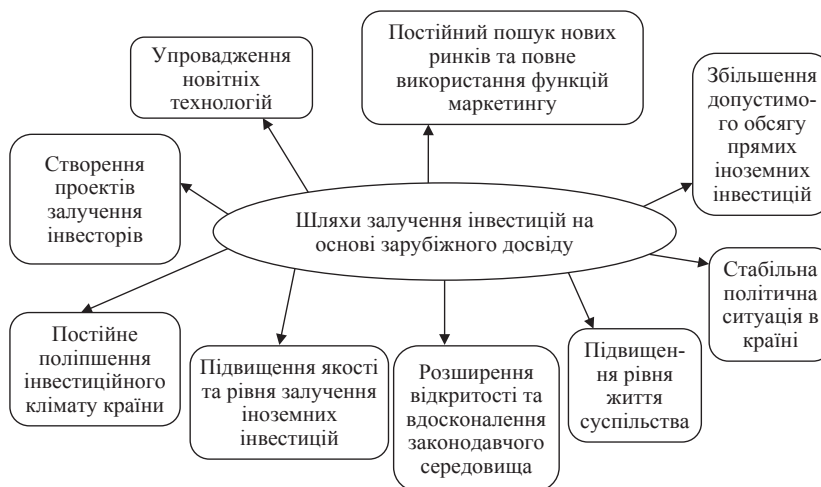 Упровадження
новітніх
технологій
Постійний пошук нових
ринків та повне
використання функцій
маркетингу
Збільшення
допустимо-
го обсягу
прямих
іноземних
інвестицій
Створення
проектів
залучення
інвесторів
Шляхи залучення інвестицій на
основі зарубіжного досвіду
Стабільна
політична
ситуація в
країні
Постійне
поліпшення
інвестиційного
клімату країни
Підвищення якості
та рівня залучення
іноземних
інвестицій
Розширення
відкритості та
вдосконалення
законодавчого
середовища
Підвищен-
ня рівня
життя
суспільства